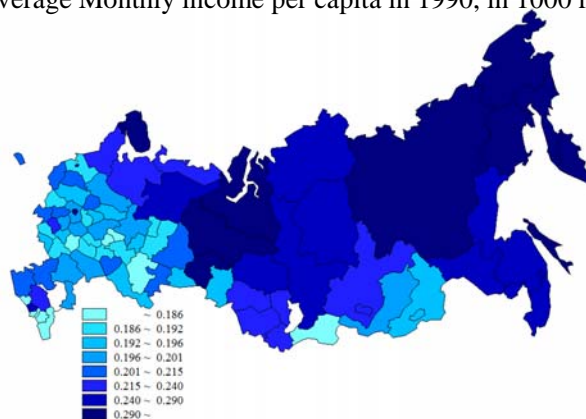 verage Monthly income per capita in 1990, in 1000
~ 0.186
0.186 ~ 0.192
0.192 ~ 0.196
0.196 ~ 0.201
0.201 ~ 0.215
0.215 ~ 0.240
0.240 ~ 0.290
0.290 ~